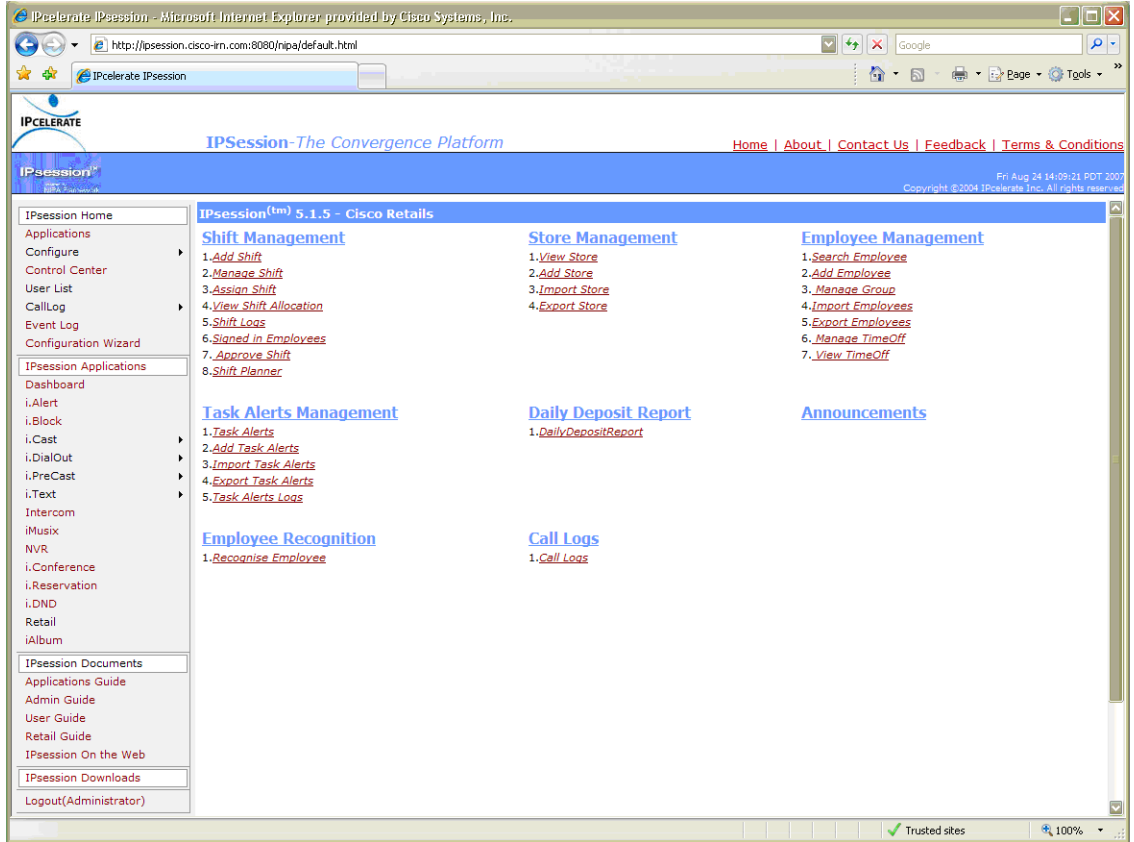 IPcelerate IPsession - Microsoft Internet Explorer provided by Cisco Systems, Inc.
http://ipsession.cisco-irn.com:8080/nipa/default.html
Google
IPcelerate IPsession
Page
Tools
IPCELERATE
IPSession-The Convergence Platform
Home | About | Contact Us | Feedback | Terms & Conditions
IPsession
Fri Aug 24 14:09:21 PDT 2007
Copyright ©2004 IPcelerate Inc. All rights reserved
IPsession Home
Applications
Configure
Control Center
User List
CallLog
Event Log
Configuration Wizard
IPsession Applications
Dashboard
i.Alert
i.Block
i.Cast
i.DialOut
i.PreCast
i.Text
Intercom
iMusix
NVR
i.Conference
i.Reservation
i.DND
Retail
iAlbum
IPsession Documents
Applications Guide
Admin Guide
User Guide
Retail Guide
IPsession On the Web
IPsession Downloads
Logout(Administrator)
IPsession(tm) 5.1.5 - Cisco Retails
Shift Management
1.Add Shift
2.Manage Shift
3.Assign Shift
4.View Shift Allocation
5.Shift Logs
6.Signed in Employees
7. Approve Shift
8.Shift Planner
Store Management
1.View Store
2.Add Store
3.Import Store
4.Export Store
Employee Management
1.Search Employee
2.Add Employee
3. Manage Group
4.Import Employees
5.Export Employees
6. Manage TimeOff
7. View TimeOff
Task Alerts Management
1.Task Alerts
2.Add Task Alerts
3.Import Task Alerts
4.Export Task Alerts
5.Task Alerts Logs
Daily Deposit Report
1.DailyDepositReport
Announcements
Employee Recognition
1.Recognise Employee
Call Logs
1.Call Logs
Trusted sites
100%